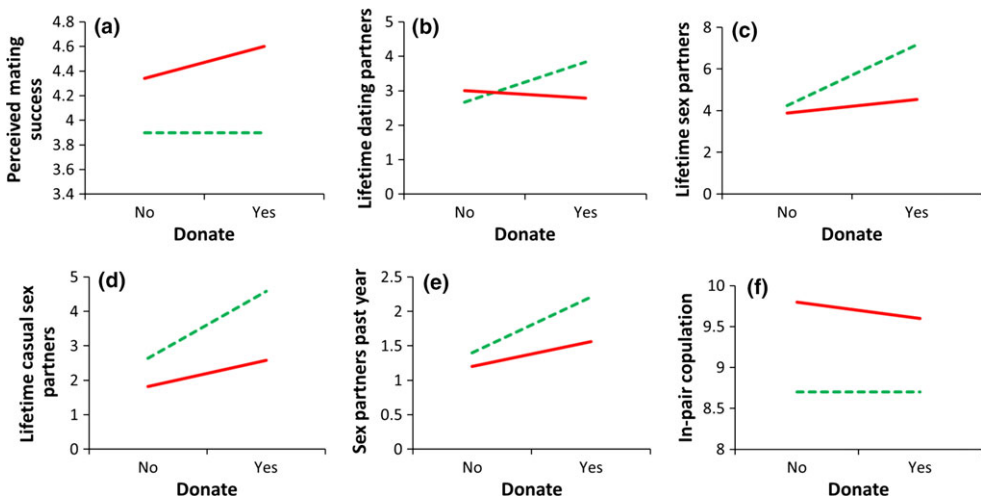 (a)
Perceived mating
success
4.8
4.6
4.4
4.2
4
3.8
3.6
3.4
No
Yes
Donate
(b)
Lifetime dating partners
5
4
3
2
1
0
No
Yes
Donate
(c)
Lifetime sex partners
8
6
4
2
0
No
Yes
Donate
(d)
Lifetime casual sex
partners
5
4
3
2
1
0
No
Yes
Donate
(e)
Sex partners past year
2.5
2
1.5
1
0.5
0
No
Yes
Donate
(f)
In-pair copulation
10
9.5
9
8.5
8
No
Yes
Donate